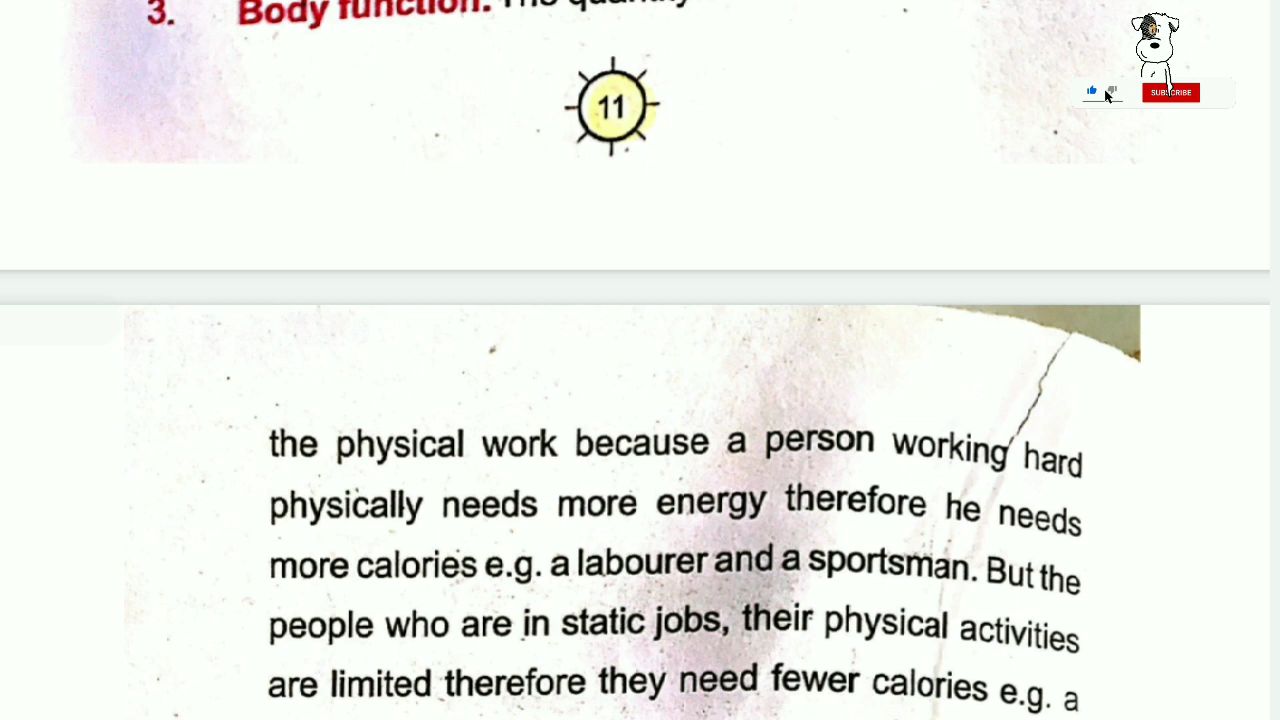 3. Body function. The quantity
11
SUBSCRIBE
the physical work because a person working hard
physically needs more energy therefore he needs
more calories e.g. a labourer and a sportsman. But the
people who are in static jobs, their physical activities
are limited therefore they need fewer calories e.g. a